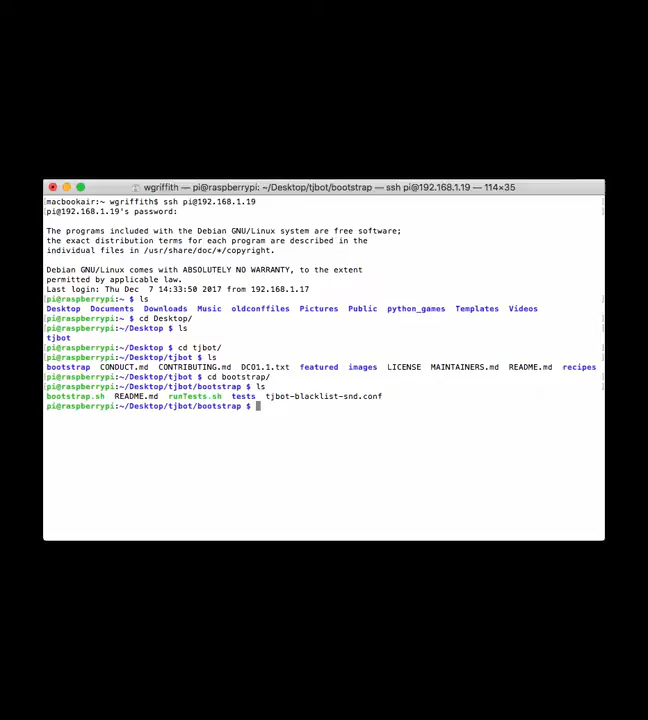 wgriffith — pi@raspberrypi: ~/Desktop/tjbot/bootstrap — ssh pi@192.168.1.19 — 114×35
[macbookair:~ wgriffith$ ssh pi@192.168.1.19
[pi@192.168.1.19's password:
The programs included with the Debian GNU/Linux system are free software;
the exact distribution terms for each program are described in the
individual files in /usr/share/doc/*/copyright.
Debian GNU/Linux comes with ABSOLUTELY NO WARRANTY, to the extent
permitted by applicable law.
Last login: Thu Dec  7 14:33:50 2017 from 192.168.1.17
[pi@raspberrypi:~ $ ls
Desktop  Documents  Downloads  Music  oldconffiles  Pictures  Public  python_games  Templates  Videos
[pi@raspberrypi:~ $ cd Desktop/
[pi@raspberrypi:~/Desktop $ ls
tjbot
[pi@raspberrypi:~/Desktop $ cd tjbot/
[pi@raspberrypi:~/Desktop/tjbot $ ls
bootstrap  CONDUCT.md  CONTRIBUTING.md  DCO1.1.txt  featured  images  LICENSE  MAINTAINERS.md  README.md  recipes
[pi@raspberrypi:~/Desktop/tjbot $ cd bootstrap/
[pi@raspberrypi:~/Desktop/tjbot/bootstrap $ ls
bootstrap.sh  README.md  runTests.sh  tests  tjbot-blacklist-snd.conf
pi@raspberrypi:~/Desktop/tjbot/bootstrap $